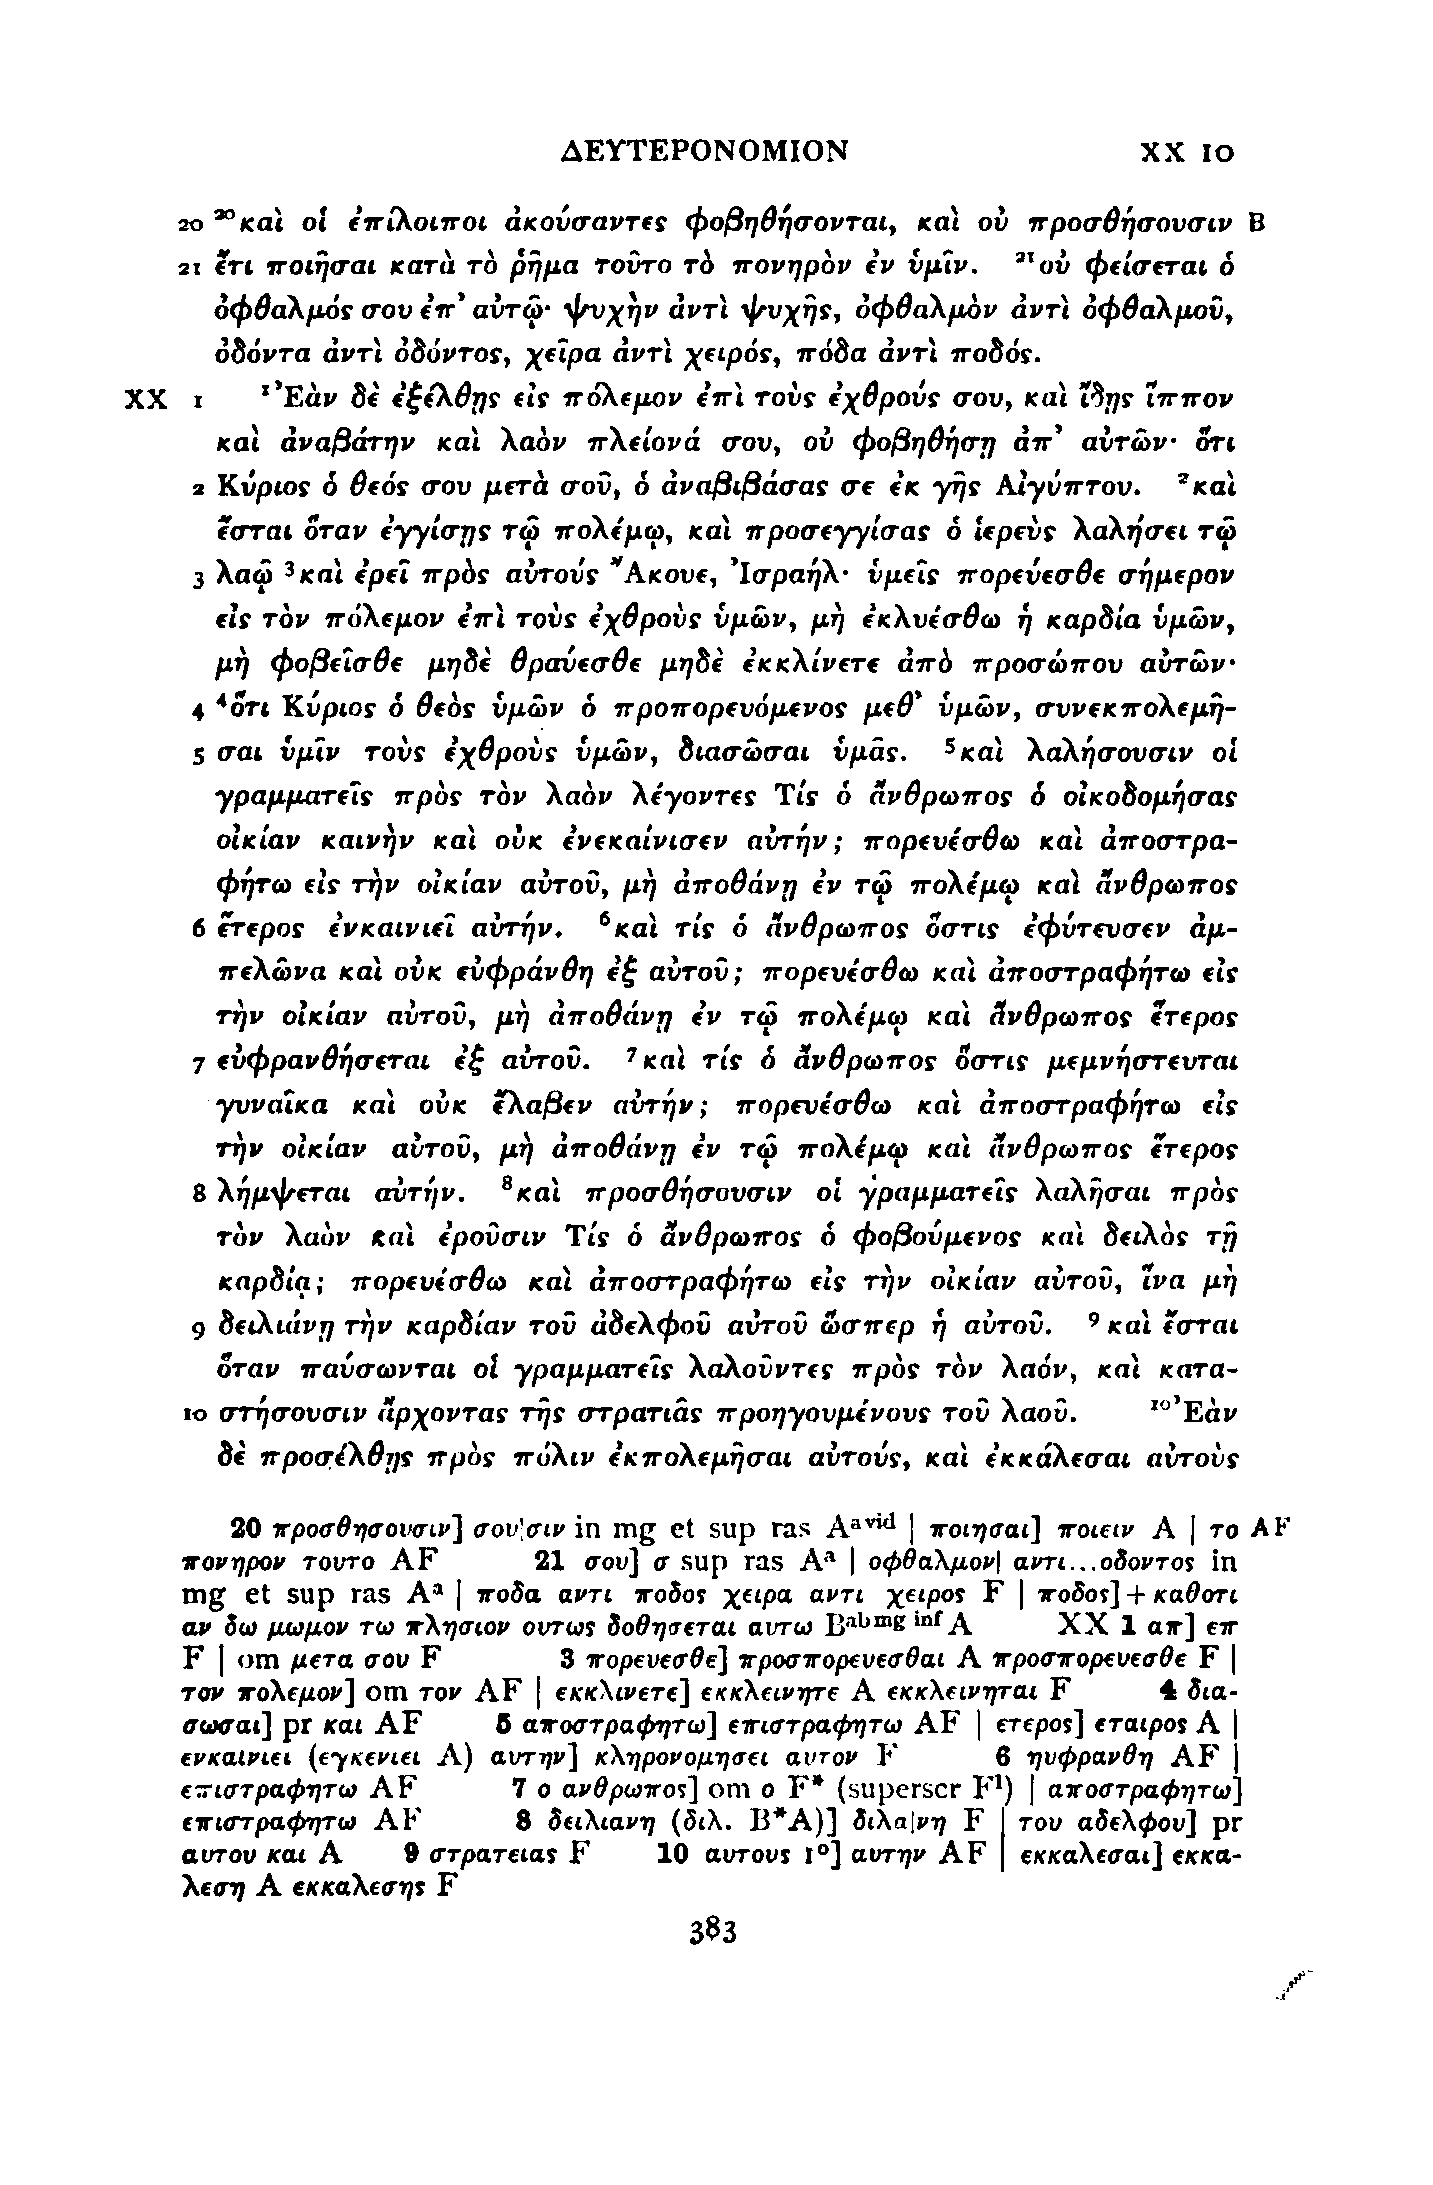 ΔΕΥΤΕΡΟΝΟΜΙΟΝ XX 10
20 ²⁰καὶ οἱ ἐπίλοιποι ἀκούσαντες φοβηθήσονται, καὶ οὐ προσθήσουσιν B
21 ἔτι ποιῆσαι κατὰ τὸ ῥῆμα τοῦτο τὸ πονηρὸν ἐν ὑμῖν. ²¹οὐ φείσεται ὁ
ὀφθαλμός σου ἐπ’ αὐτῷ· ψυχὴν ἀντὶ ψυχῆς, ὀφθαλμὸν ἀντὶ ὀφθαλμοῦ,
ὀδόντα ἀντὶ ὀδόντος, χεῖρα ἀντὶ χειρός, πόδα ἀντὶ ποδός.
XX 1 ¹Ἐὰν δὲ ἐξέλθῃς εἰς πόλεμον ἐπὶ τοὺς ἐχθρούς σου, καὶ ἴδῃς ἵππον
καὶ ἀναβάτην καὶ λαὸν πλείονά σου, οὐ φοβηθήσῃ ἀπ’ αὐτῶν· ὅτι
2 Κύριος ὁ θεός σου μετὰ σοῦ, ὁ ἀναβιβάσας σε ἐκ γῆς Αἰγύπτου. ²καὶ
ἔσται ὅταν ἐγγίσῃς τῷ πολέμῳ, καὶ προσεγγίσας ὁ ἱερεὺς λαλήσει τῷ
3 λαῷ ³καὶ ἐρεῖ πρὸς αὐτούς Ἄκουε, Ἰσραήλ· ὑμεῖς πορεύεσθε σήμερον
εἰς τὸν πόλεμον ἐπὶ τοὺς ἐχθροὺς ὑμῶν, μὴ ἐκλυέσθω ἡ καρδία ὑμῶν,
μὴ φοβεῖσθε μηδὲ θραύεσθε μηδὲ ἐκκλίνετε ἀπὸ προσώπου αὐτῶν·
4 ⁴ὅτι Κύριος ὁ θεὸς ὑμῶν ὁ προπορευόμενος μεθ’ ὑμῶν, συνεκπολεμῆ-
5 σαι ὑμῖν τοὺς ἐχθροὺς ὑμῶν, διασῶσαι ὑμᾶς. ⁵καὶ λαλήσουσιν οἱ
γραμματεῖς πρὸς τὸν λαὸν λέγοντες Τίς ὁ ἄνθρωπος ὁ οἰκοδομήσας
οἰκίαν καινὴν καὶ οὐκ ἐνεκαίνισεν αὐτήν; πορευέσθω καὶ ἀποστρα-
φήτω εἰς τὴν οἰκίαν αὐτοῦ, μὴ ἀποθάνῃ ἐν τῷ πολέμῳ καὶ ἄνθρωπος
6 ἕτερος ἐνκαινιεῖ αὐτήν. ⁶καὶ τίς ὁ ἄνθρωπος ὅστις ἐφύτευσεν ἀμ-
πελῶνα καὶ οὐκ εὐφράνθη ἐξ αὐτοῦ; πορευέσθω καὶ ἀποστραφήτω εἰς
τὴν οἰκίαν αὐτοῦ, μὴ ἀποθάνῃ ἐν τῷ πολέμῳ καὶ ἄνθρωπος ἕτερος
7 εὐφρανθήσεται ἐξ αὐτοῦ. ⁷καὶ τίς ὁ ἄνθρωπος ὅστις μεμνήστευται
γυναῖκα καὶ οὐκ ἔλαβεν αὐτήν; πορευέσθω καὶ ἀποστραφήτω εἰς
τὴν οἰκίαν αὐτοῦ, μὴ ἀποθάνῃ ἐν τῷ πολέμῳ καὶ ἄνθρωπος ἕτερος
8 λήμψεται αὐτήν. ⁸καὶ προσθήσουσιν οἱ γραμματεῖς λαλῆσαι πρὸς
τὸν λαὸν καὶ ἐροῦσιν Τίς ὁ ἄνθρωπος ὁ φοβούμενος καὶ δειλὸς τῇ
καρδίᾳ; πορευέσθω καὶ ἀποστραφήτω εἰς τὴν οἰκίαν αὐτοῦ, ἵνα μὴ
9 δειλιάνῃ τὴν καρδίαν τοῦ ἀδελφοῦ αὐτοῦ ὥσπερ ἡ αὐτοῦ. ⁹καὶ ἔσται
ὅταν παύσωνται οἱ γραμματεῖς λαλοῦντες πρὸς τὸν λαόν, καὶ κατα-
10 στήσουσιν ἄρχοντας τῆς στρατιᾶς προηγουμένους τοῦ λαοῦ. ¹⁰Ἐὰν
δὲ προσέλθῃς πρὸς πόλιν ἐκπολεμῆσαι αὐτούς, καὶ ἐκκάλεσαι αὐτοὺς
20 προσθησουσιν] σου|σιν in mg et sup ras Aᵃᵛⁱᵈ | ποιησαι] ποιειν A | το AF
πονηρον τουτο AF 21 σου] σ sup ras Aᵃ | οφθαλμον| αντι...οδοντος in
mg et sup ras Aᵃ | ποδα αντι ποδος χειρα αντι χειρος F | ποδος]+καθοτι
αν δω μωμον τω πλησιον ουτως δοθησεται αυτω Bᵃᵇᵐᵍ ⁱⁿᶠA XX 1 απ] επ
F | om μετα σου F 3 πορευεσθε] προσπορευεσθαι A προσπορευεσθε F |
τον πολεμον] om τον AF | εκκλινετε] εκκλεινητε A εκκλεινηται F 4 δια-
σωσαι] pr και AF 5 αποστραφητω] επιστραφητω AF | ετερος] εταιρος A |
ενκαινιει (εγκενιει A) αυτην] κληρονομησει αυτον F 6 ηυφρανθη AF |
επιστραφητω AF 7 ο ανθρωπος] om ο F* (superscr F¹) | αποστραφητω]
επιστραφητω AF 8 δειλιανη (διλ. B*A)] διλα|νη F | του αδελφου] pr
αυτου και A 9 στρατειας F 10 αυτους 1º] αυτην AF | εκκαλεσαι] εκκα-
λεση A εκκαλεσης F
383